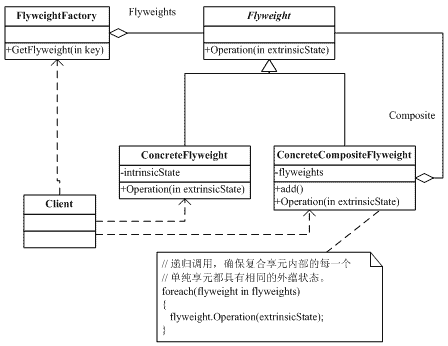 FlyweightFactory
+GetFlyweight(in key)
Flyweights
Flyweight
+Operation(in extrinsicState)
Composite
ConcreteFlyweight
-intrinsicState
+Operation(in extrinsicState)
ConcreteCompositeFlyweight
-flyweights
+add()
+Operation(in extrinsicState)
Client
// 递归调用，确保复合享元内部的每一个
// 单纯享元都具有相同的外蕴状态。
foreach(flyweight in flyweights)
{
flyweight.Operation(extrinsicState);
}